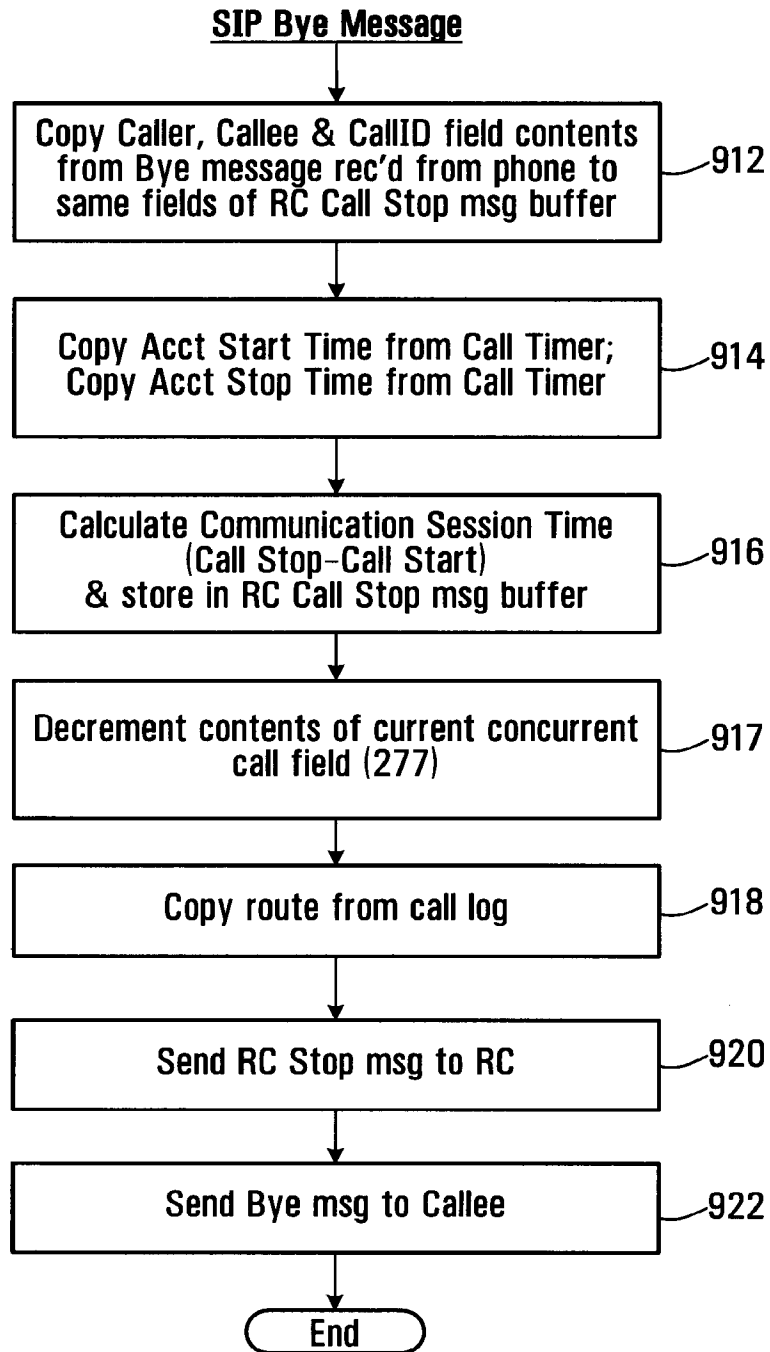 SIP Bye Message
Copy Caller, Callee & CallID field contents
from Bye message rec'd from phone to
same fields of RC Call Stop msg buffer
912
Copy Acct Start Time from Call Timer;
Copy Acct Stop Time from Call Timer
914
Calculate Communication Session Time
(Call Stop-Call Start)
& store in RC Call Stop msg buffer
916
Decrement contents of current concurrent
call field (277)
917
Copy route from call log
918
Send RC Stop msg to RC
920
Send Bye msg to Callee
922
End